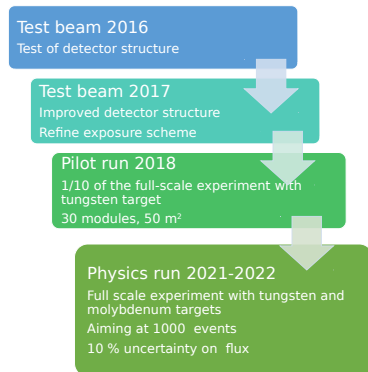 Test beam 2016
Test of detector structure
Test beam 2017
Improved detector structure
Refine exposure scheme
Pilot run 2018
1/10 of the full-scale experiment with
tungsten target
30 modules, 50 m²
Physics run 2021-2022
Full scale experiment with tungsten and
molybdenum targets
Aiming at 1000 events
10 % uncertainty on flux